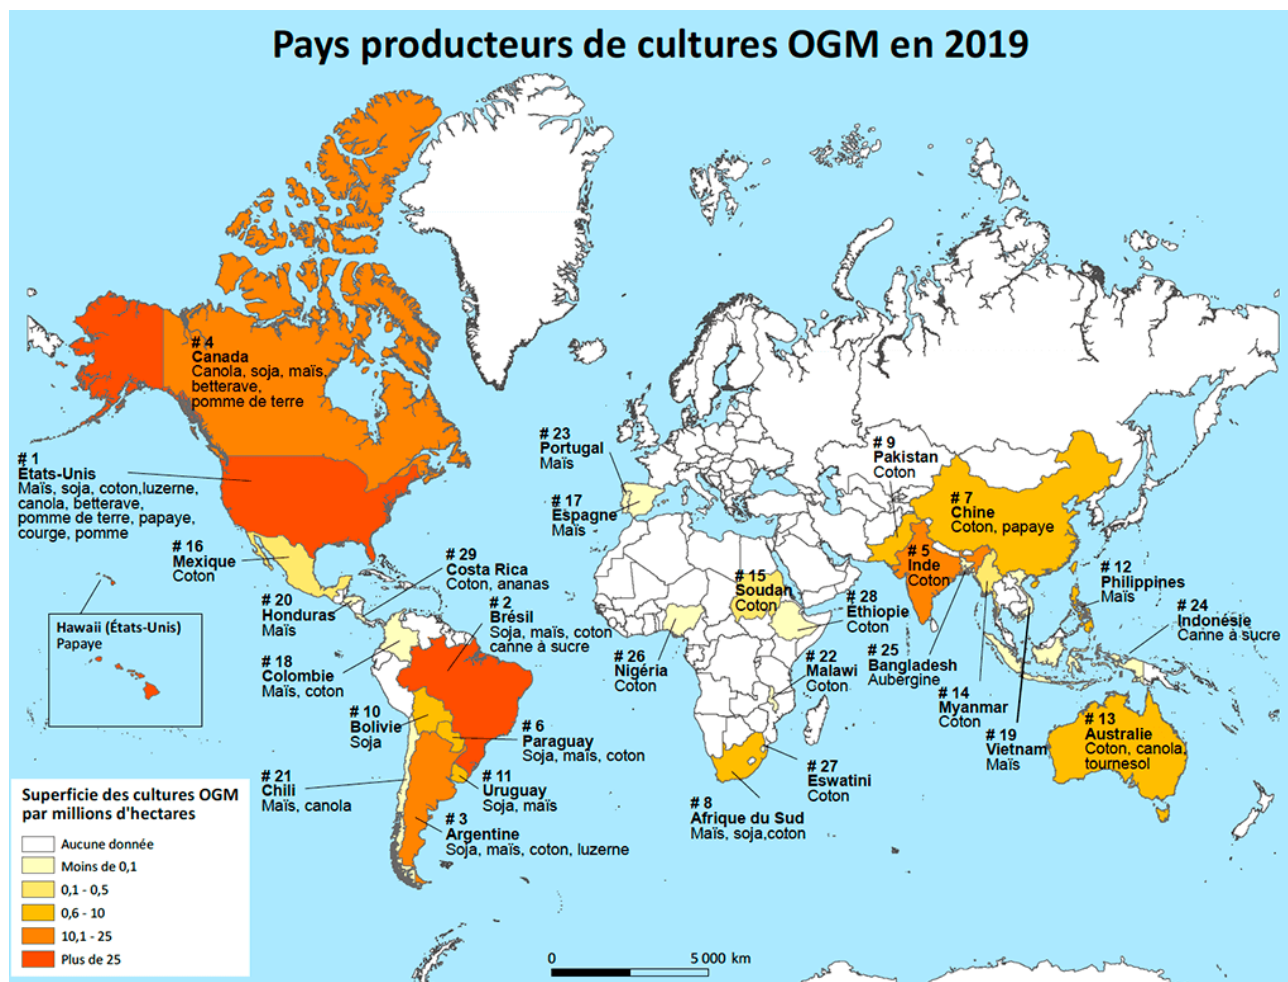 Pays producteurs de cultures OGM en 2019
# 4
Canada
Canola, soja, maïs,
betterave,
pomme de terre
# 1
États-Unis
Maïs, soja, coton,luzerne,
canola, betterave,
pomme de terre, papaye,
courge, pomme
# 16
Mexique
Coton
# 29
Costa Rica
Coton, ananas
# 20
Honduras
Maïs
# 2
Brésil
Soja, maïs, coton
canne à sucre
Hawaii (États-Unis)
Papaye
# 18
Colombie
Maïs, coton
# 10
Bolivie
Soja
# 6
Paraguay
Soja, maïs, coton
# 21
Chili
Maïs, canola
# 11
Uruguay
Soja, maïs
# 3
Argentine
Soja, maïs, coton, luzerne
# 23
Portugal
Maïs
# 17
Espagne
Maïs
# 9
Pakistan
Coton
# 7
Chine
Coton, papaye
# 5
Inde
Coton
# 15
Soudan
Coton
# 28
Ethiopie
Coton
# 12
Philippines
Maïs
# 24
Indonésie
Canne à sucre
# 26
Nigéria
Coton
# 22
Malawi
Coton
# 25
Bangladesh
Aubergine
# 14
Myanmar
Coton
# 19
Vietnam
Maïs
# 13
Australie
Coton, canola,
tournesol
# 27
Eswatini
Coton
# 8
Afrique du Sud
Maïs, soja,coton
Superficie des cultures OGM
par millions d'hectares
Aucune donnée
Moins de 0,1
0,1 - 0,5
0,6 - 10
10,1 - 25
Plus de 25
0 5 000 km